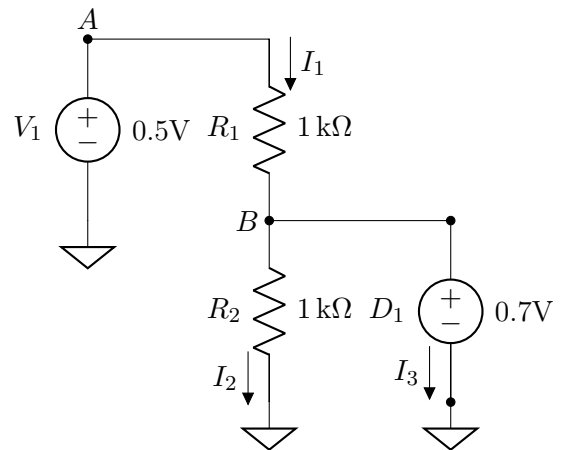 A
I₁
V₁
+
−
0.5V
R₁
1 kΩ
B
R₂
1 kΩ
D₁
+
−
0.7V
I₂
I₃